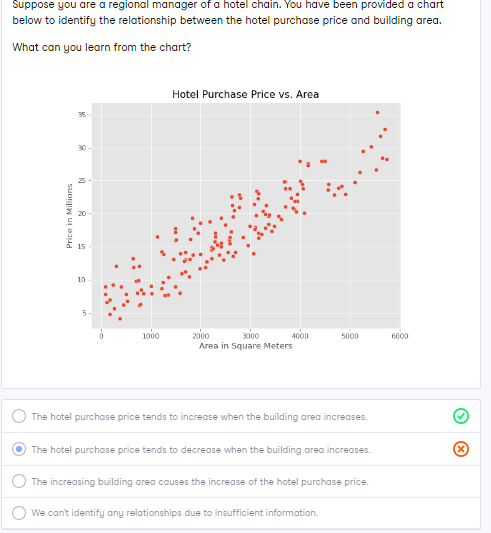 Suppose you are a regional manager of a hotel chain. You have been provided a chart
below to identify the relationship between the hotel purchase price and building area.
What can you learn from the chart?
Hotel Purchase Price vs. Area
35
30
25
20
15
10
5
Price in Millions
0 1000 2000 3000 4000 5000 6000
Area in Square Meters
The hotel purchase price tends to increase when the building area increases.
The hotel purchase price tends to decrease when the building area increases.
The increasing building area causes the increase of the hotel purchase price.
We can't identify any relationships due to insufficient information.